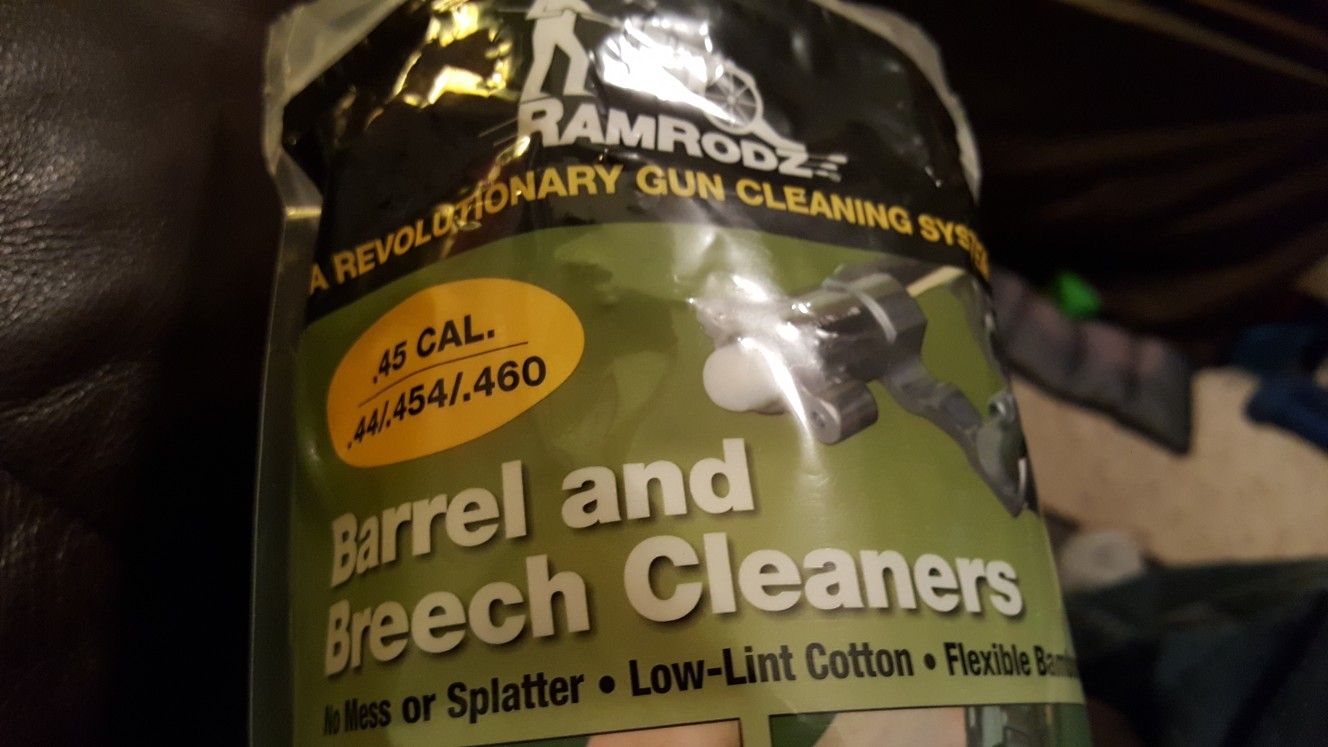 RAMRODZ
A REVOLUTIONARY GUN CLEANING SYSTEM
.45 CAL.
.44/.454/.460
Barrel and
Breech Cleaners
No Mess or Splatter • Low-Lint Cotton • Flexible